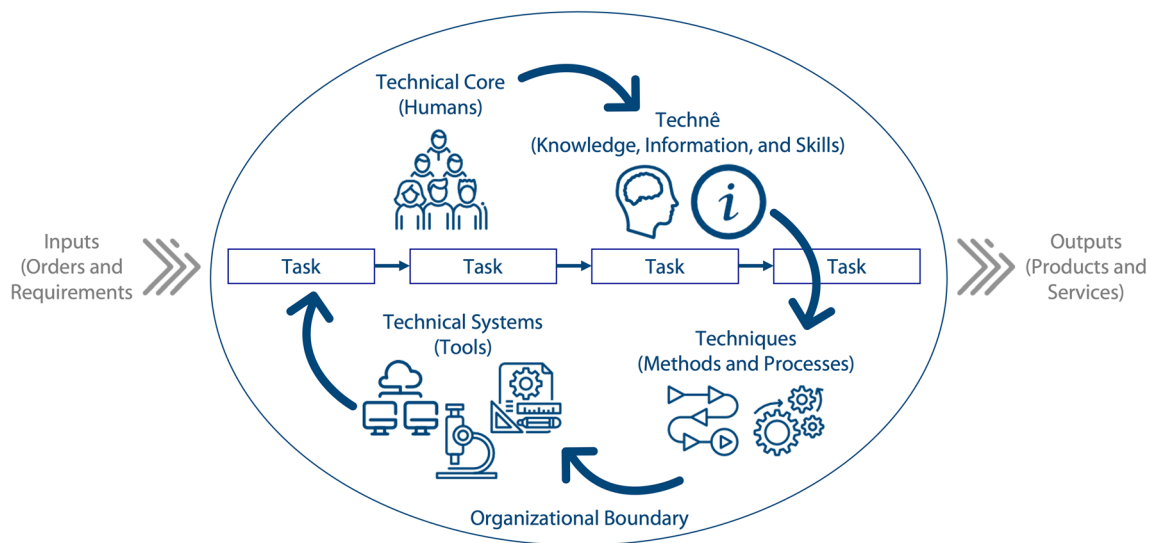 Technical Core
(Humans)
Technê
(Knowledge, Information, and Skills)
i
Inputs
(Orders and
Requirements
Task
Task
Task
Task
Outputs
(Products and
Services)
Technical Systems
(Tools)
Techniques
(Methods and Processes)
Organizational Boundary